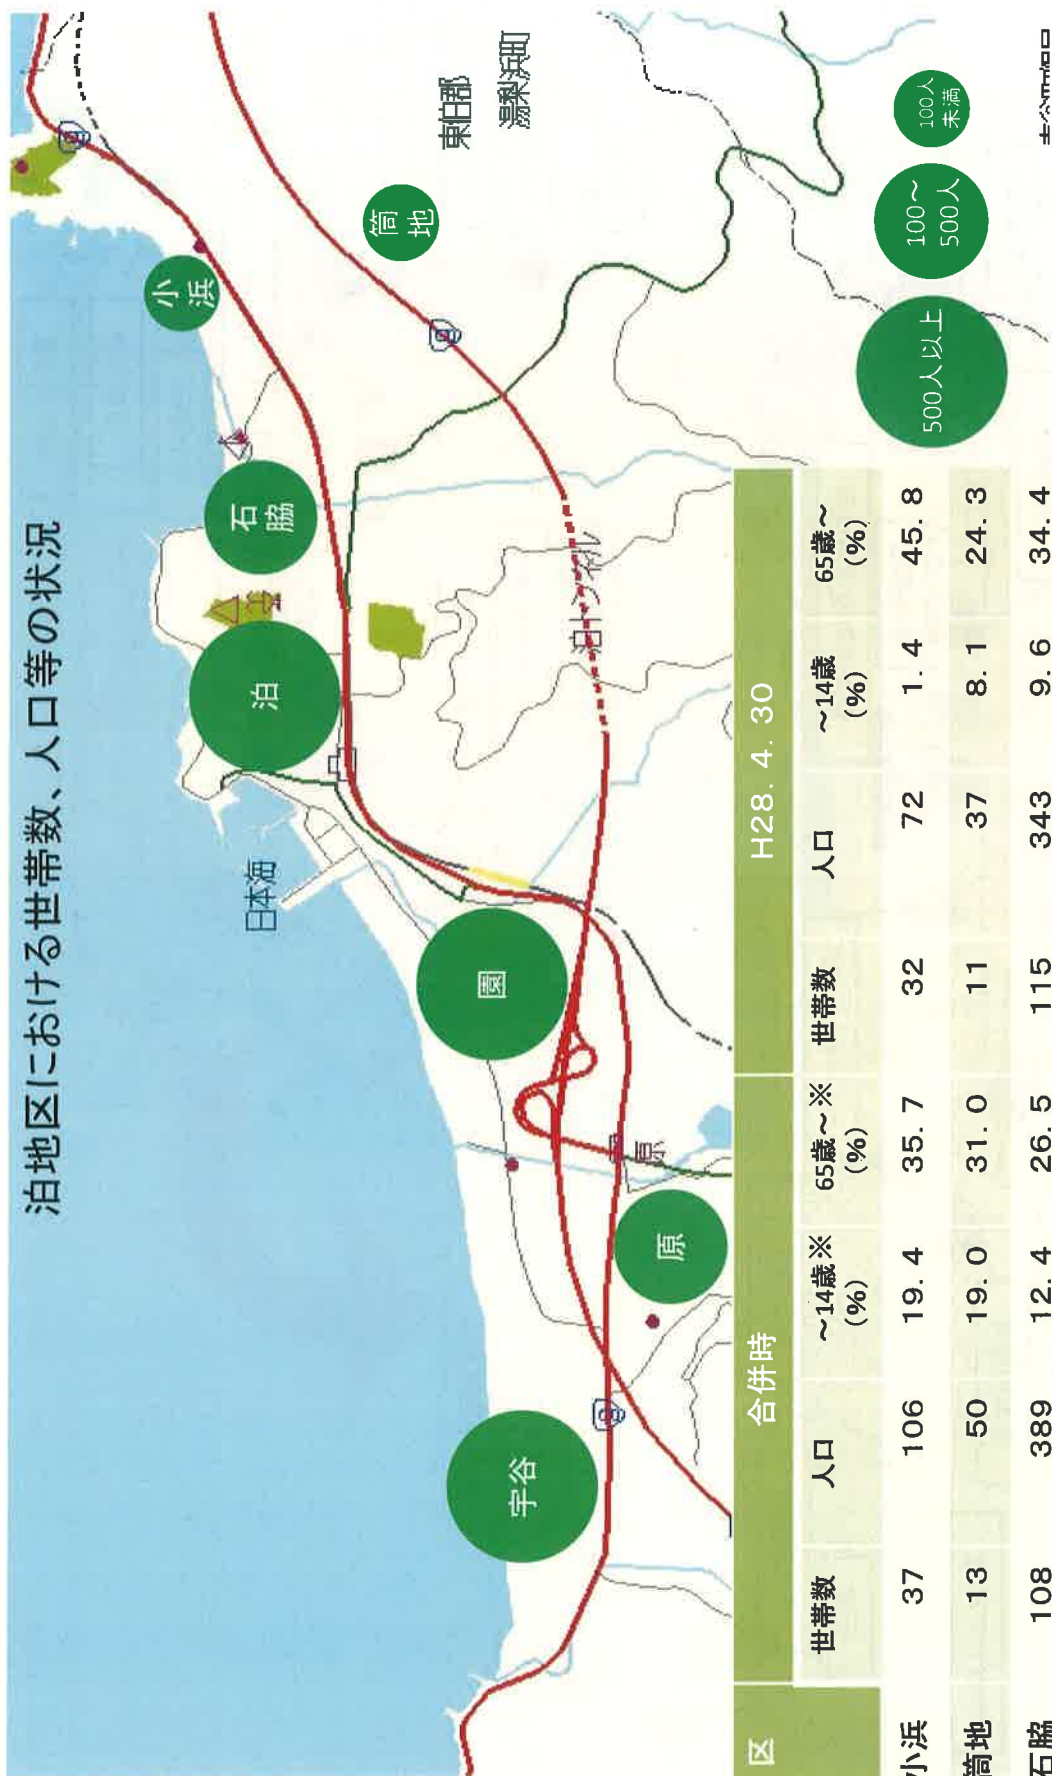 泊地区における世帯数、人口等の状況
東伯郡
湯梨浜町
日本海
小
浜
筒
地
石
脇
泊
園
宇谷
原
原
泊トンネル
500人以上
100～
500人
100人
未満
区 合併時 H28. 4. 30
世帯数 人口 ～14歳※(%) 65歳～※(%) 世帯数 人口 ～14歳(%) 65歳～(%)
小浜 37 106 19. 4 35. 7 32 72 1. 4 45. 8
筒地 13 50 19. 0 31. 0 11 37 8. 1 24. 3
石脇 108 389 12. 4 26. 5 115 343 9. 6 34. 4